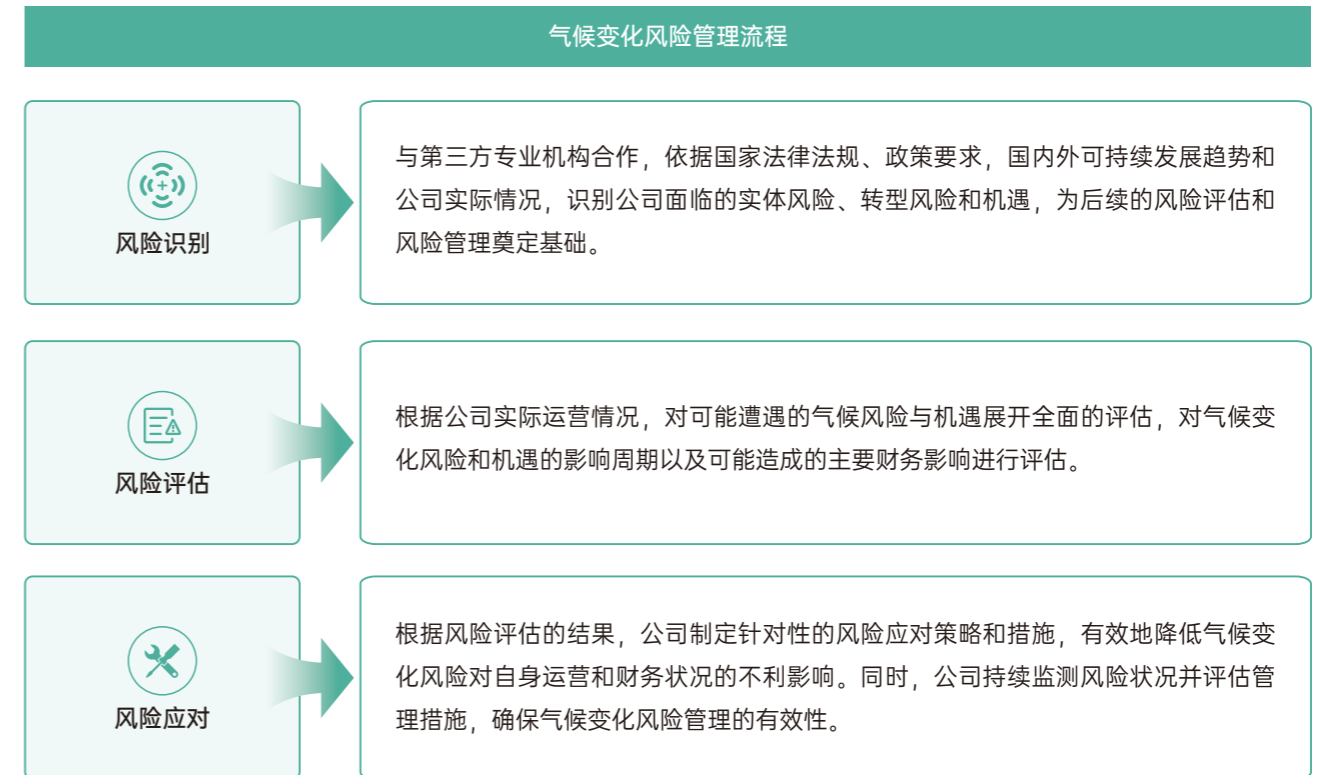 气候变化风险管理流程
风险识别
与第三方专业机构合作，依据国家法律法规、政策要求，国内外可持续发展趋势和
公司实际情况，识别公司面临的实体风险、转型风险和机遇，为后续的风险评估和
风险管理奠定基础。
风险评估
根据公司实际运营情况，对可能遭遇的气候风险与机遇展开全面的评估，对气候变
化风险和机遇的影响周期以及可能造成的主要财务影响进行评估。
风险应对
根据风险评估的结果，公司制定针对性的风险应对策略和措施，有效地降低气候变
化风险对自身运营和财务状况的不利影响。同时，公司持续监测风险状况并评估管
理措施，确保气候变化风险管理的有效性。